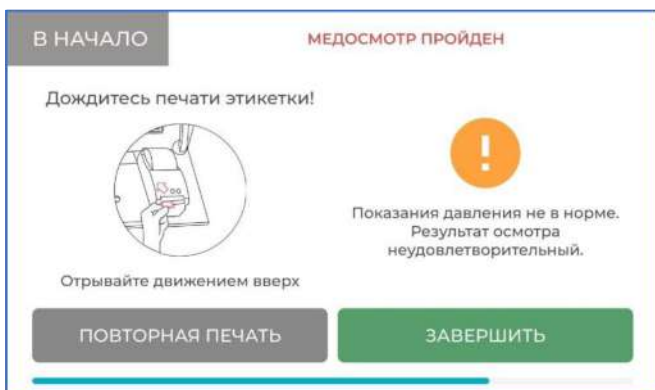 В НАЧАЛО
МЕДОСМОТР ПРОЙДЕН
Дождитесь печати этикетки!
Отрывайте движением вверх
!
Показания давления не в норме.
Результат осмотра
неудовлетворительный.
ПОВТОРНАЯ ПЕЧАТЬ
ЗАВЕРШИТЬ